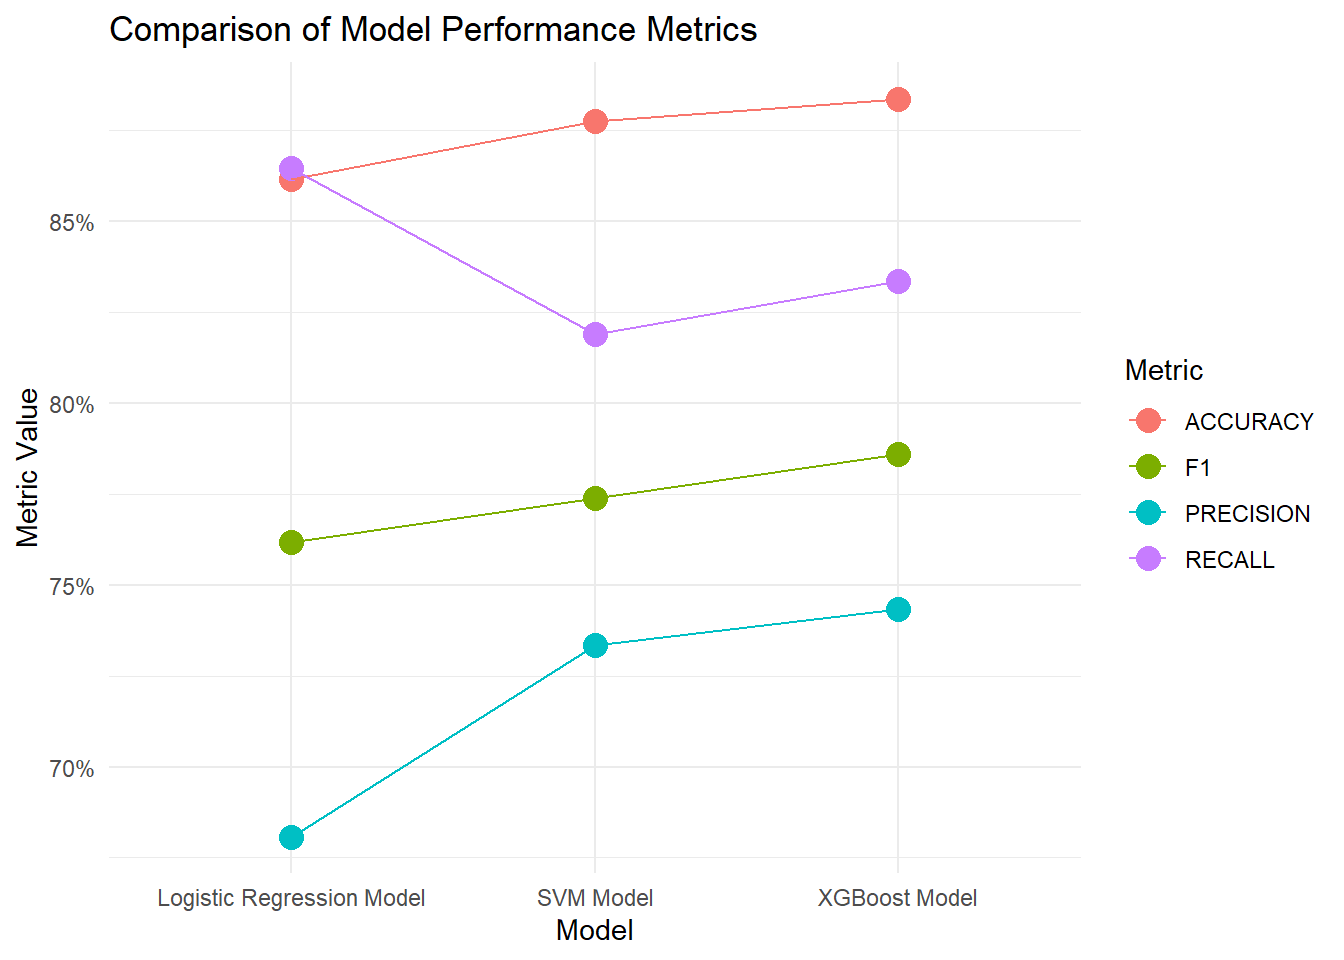 Comparison of Model Performance Metrics
Metric Value
85%
80%
75%
70%
Logistic Regression Model
SVM Model
XGBoost Model
Model
Metric
ACCURACY
F1
PRECISION
RECALL